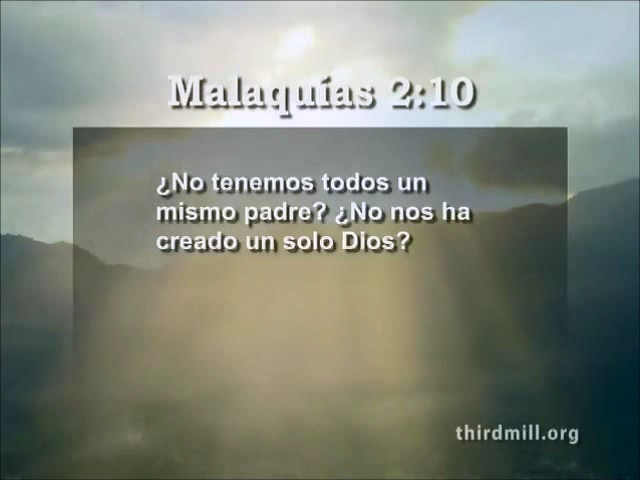 Malaquías 2:10
¿No tenemos todos un
mismo padre? ¿No nos ha
creado un solo Dios?
thirdmill.org